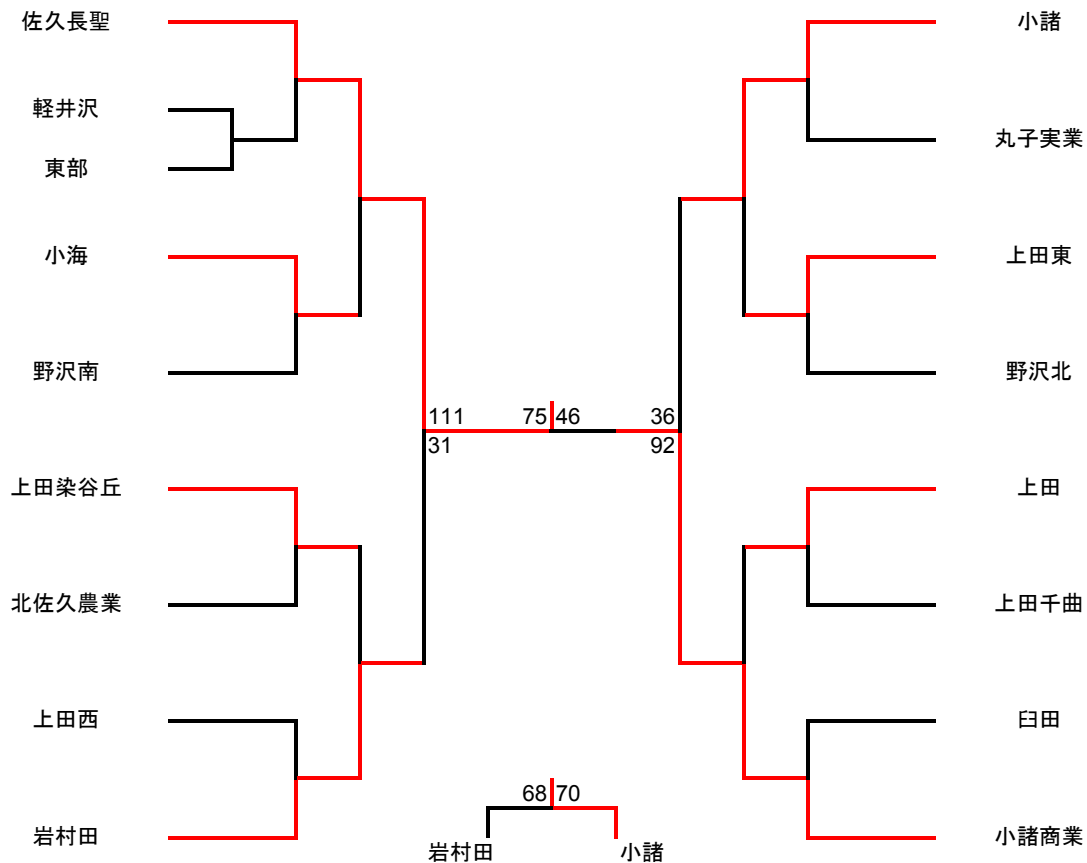 佐久長聖
小諸
軽井沢
丸子実業
東部
小海
上田東
野沢南
野沢北
111 75 46 36
31 92
上田染谷丘
上田
北佐久農業
上田千曲
上田西
臼田
68 70
岩村田
小諸商業
岩村田 小諸